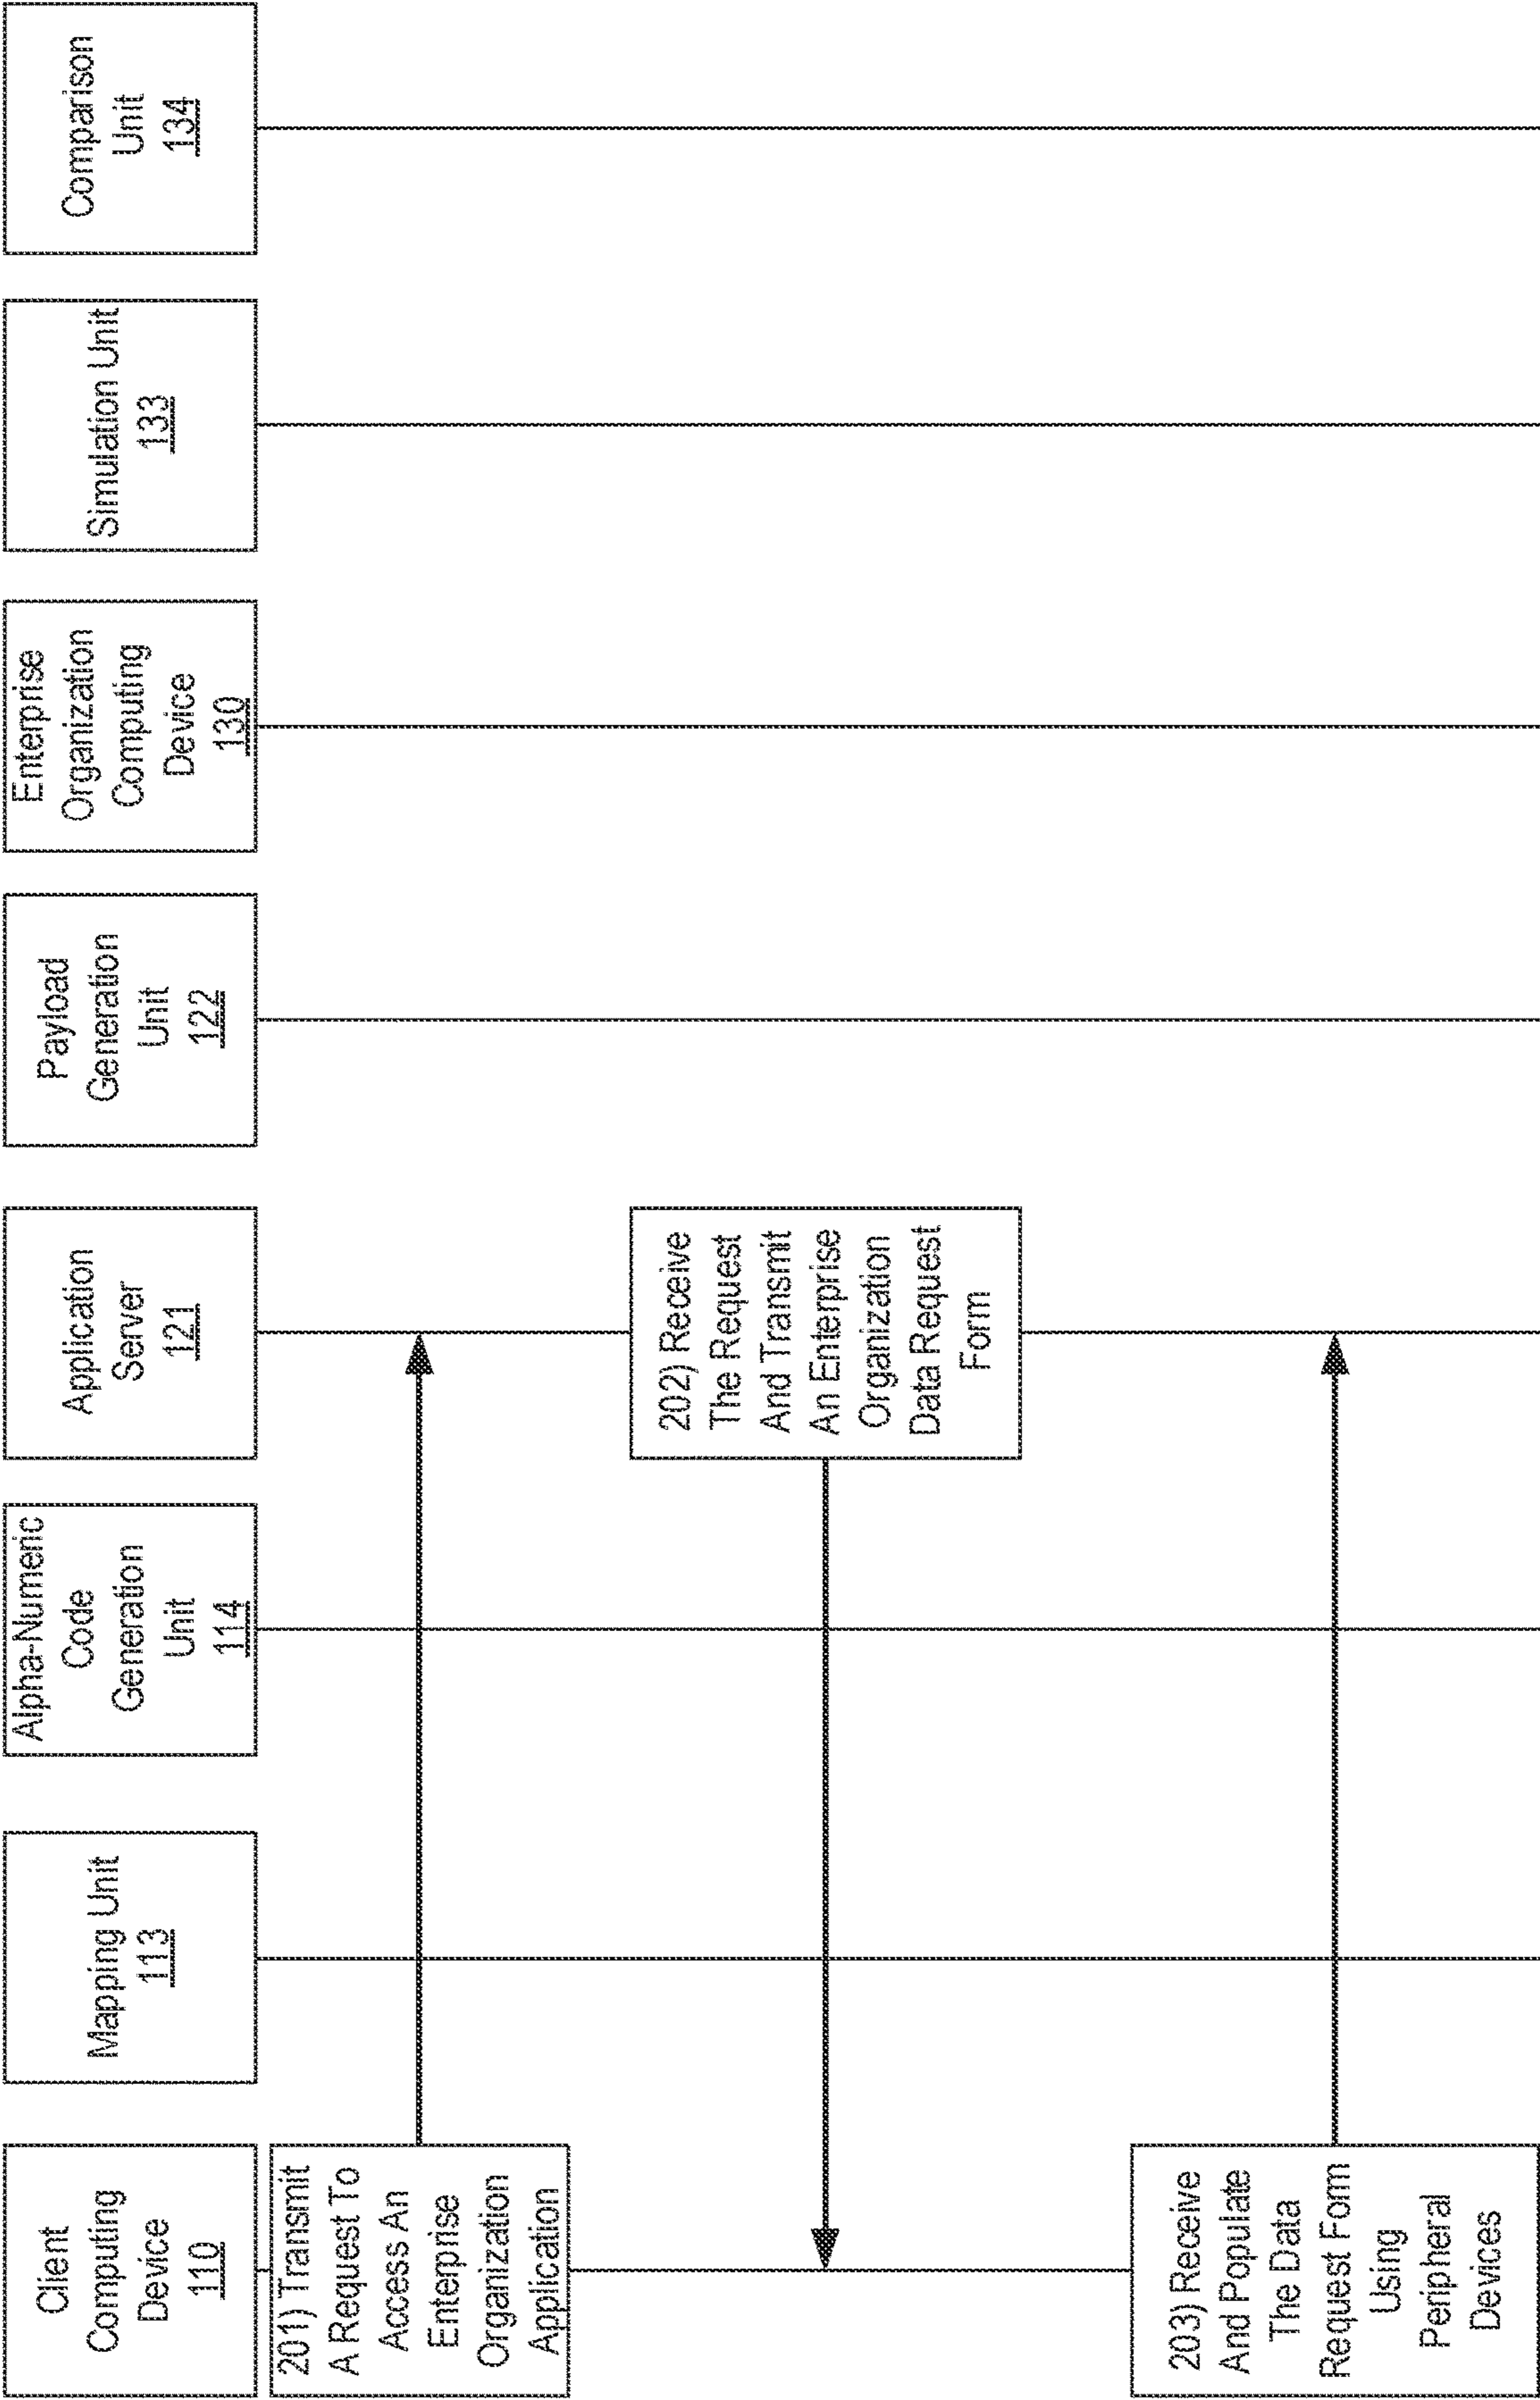 Client
Computing
Device
110
Mapping Unit
113
Alpha-Numeric
Code
Generation
Unit
114
Application
Server
121
Payload
Generation
Unit
122
Enterprise
Organization
Computing
Device
130
Simulation Unit
133
Comparison
Unit
134
201) Transmit
A Request To
Access An
Enterprise
Organization
Application
202) Receive
The Request
And Transmit
An Enterprise
Organization
Data Request
Form
203) Receive
And Populate
The Data
Request Form
Using
Peripheral
Devices